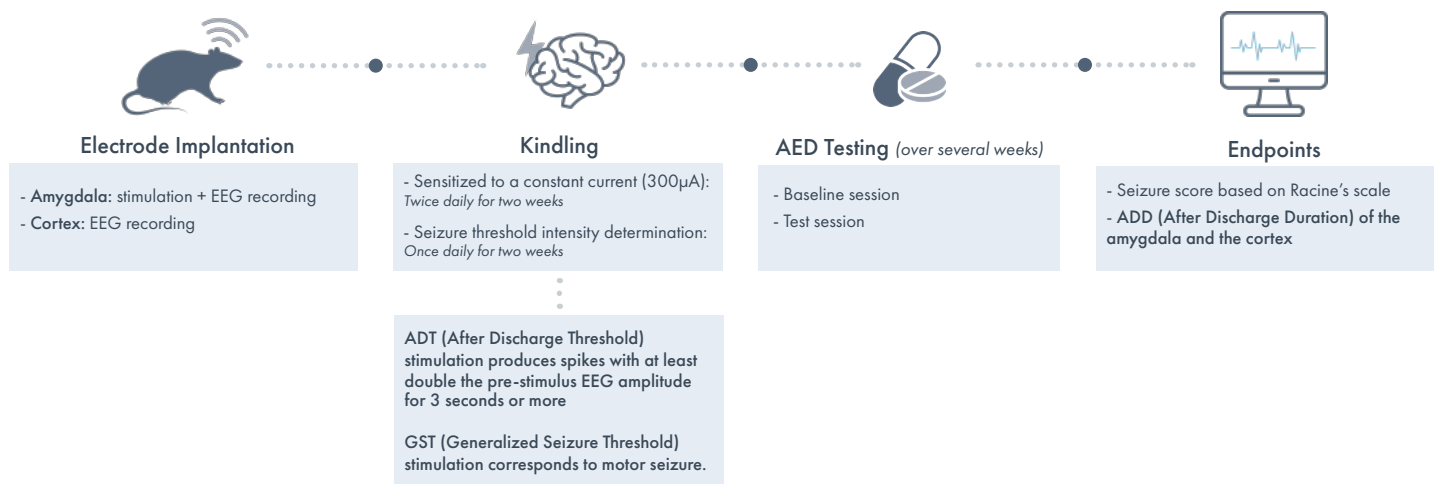 Electrode Implantation
- Amygdala: stimulation + EEG recording
- Cortex: EEG recording
Kindling
- Sensitized to a constant current (300µA):
Twice daily for two weeks
- Seizure threshold intensity determination:
Once daily for two weeks
ADT (After Discharge Threshold)
stimulation produces spikes with at least
double the pre-stimulus EEG amplitude
for 3 seconds or more
GST (Generalized Seizure Threshold)
stimulation corresponds to motor seizure.
AED Testing (over several weeks)
- Baseline session
- Test session
Endpoints
- Seizure score based on Racine’s scale
- ADD (After Discharge Duration) of the
amygdala and the cortex